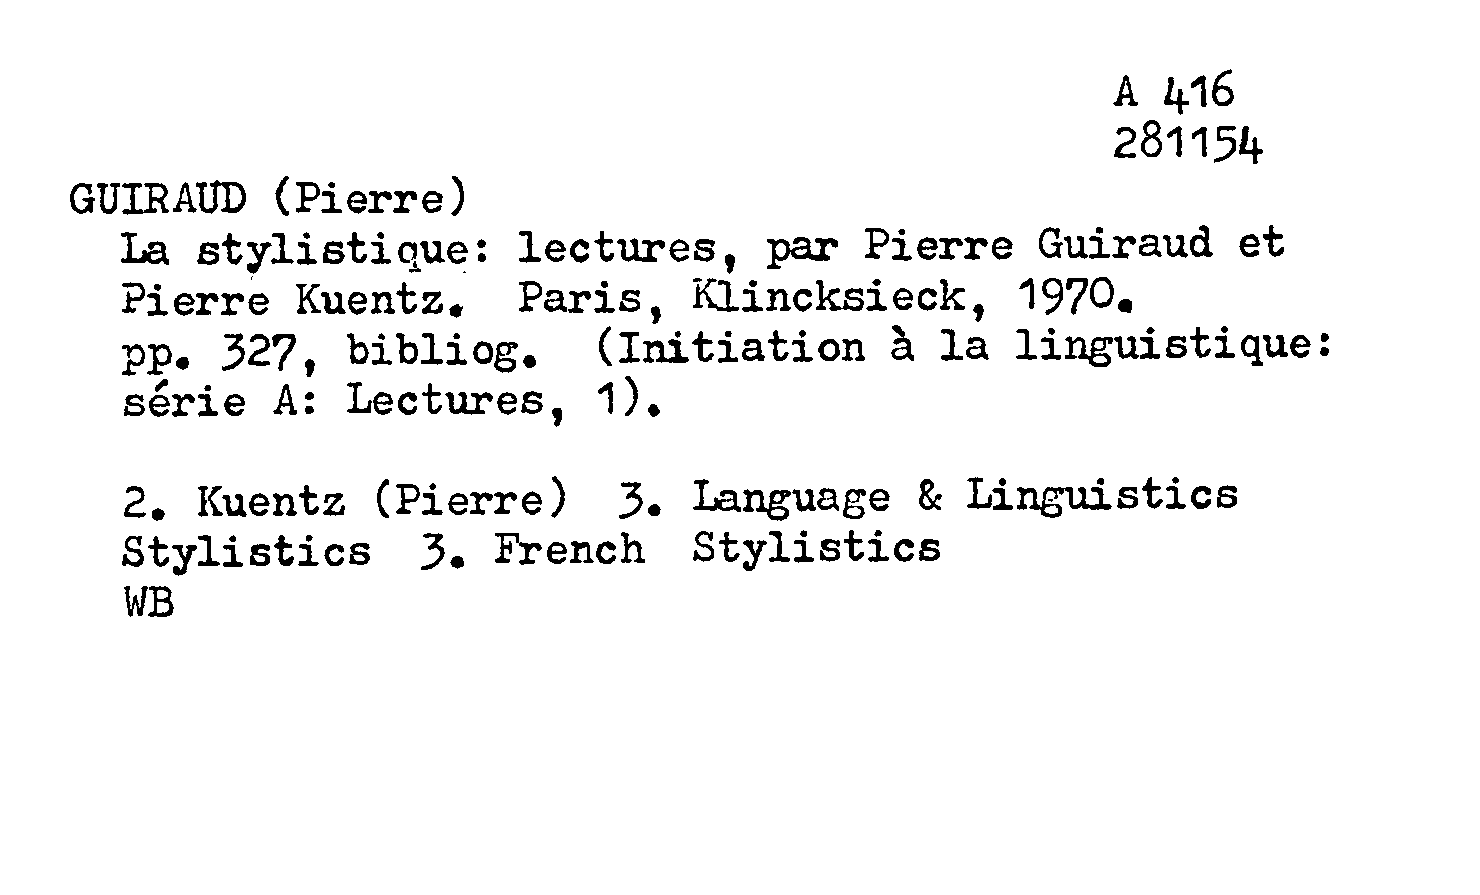 A 416
281154
GUIRAUD (Pierre)
La stylistique: lectures, par Pierre Guiraud et
Pierre Kuentz. Paris, Klincksieck, 1970.
pp. 327, bibliog. (Initiation à la linguistique:
série A: Lectures, 1).
2. Kuentz (Pierre) 3. Language & Linguistics
Stylistics 3. French Stylistics
WB